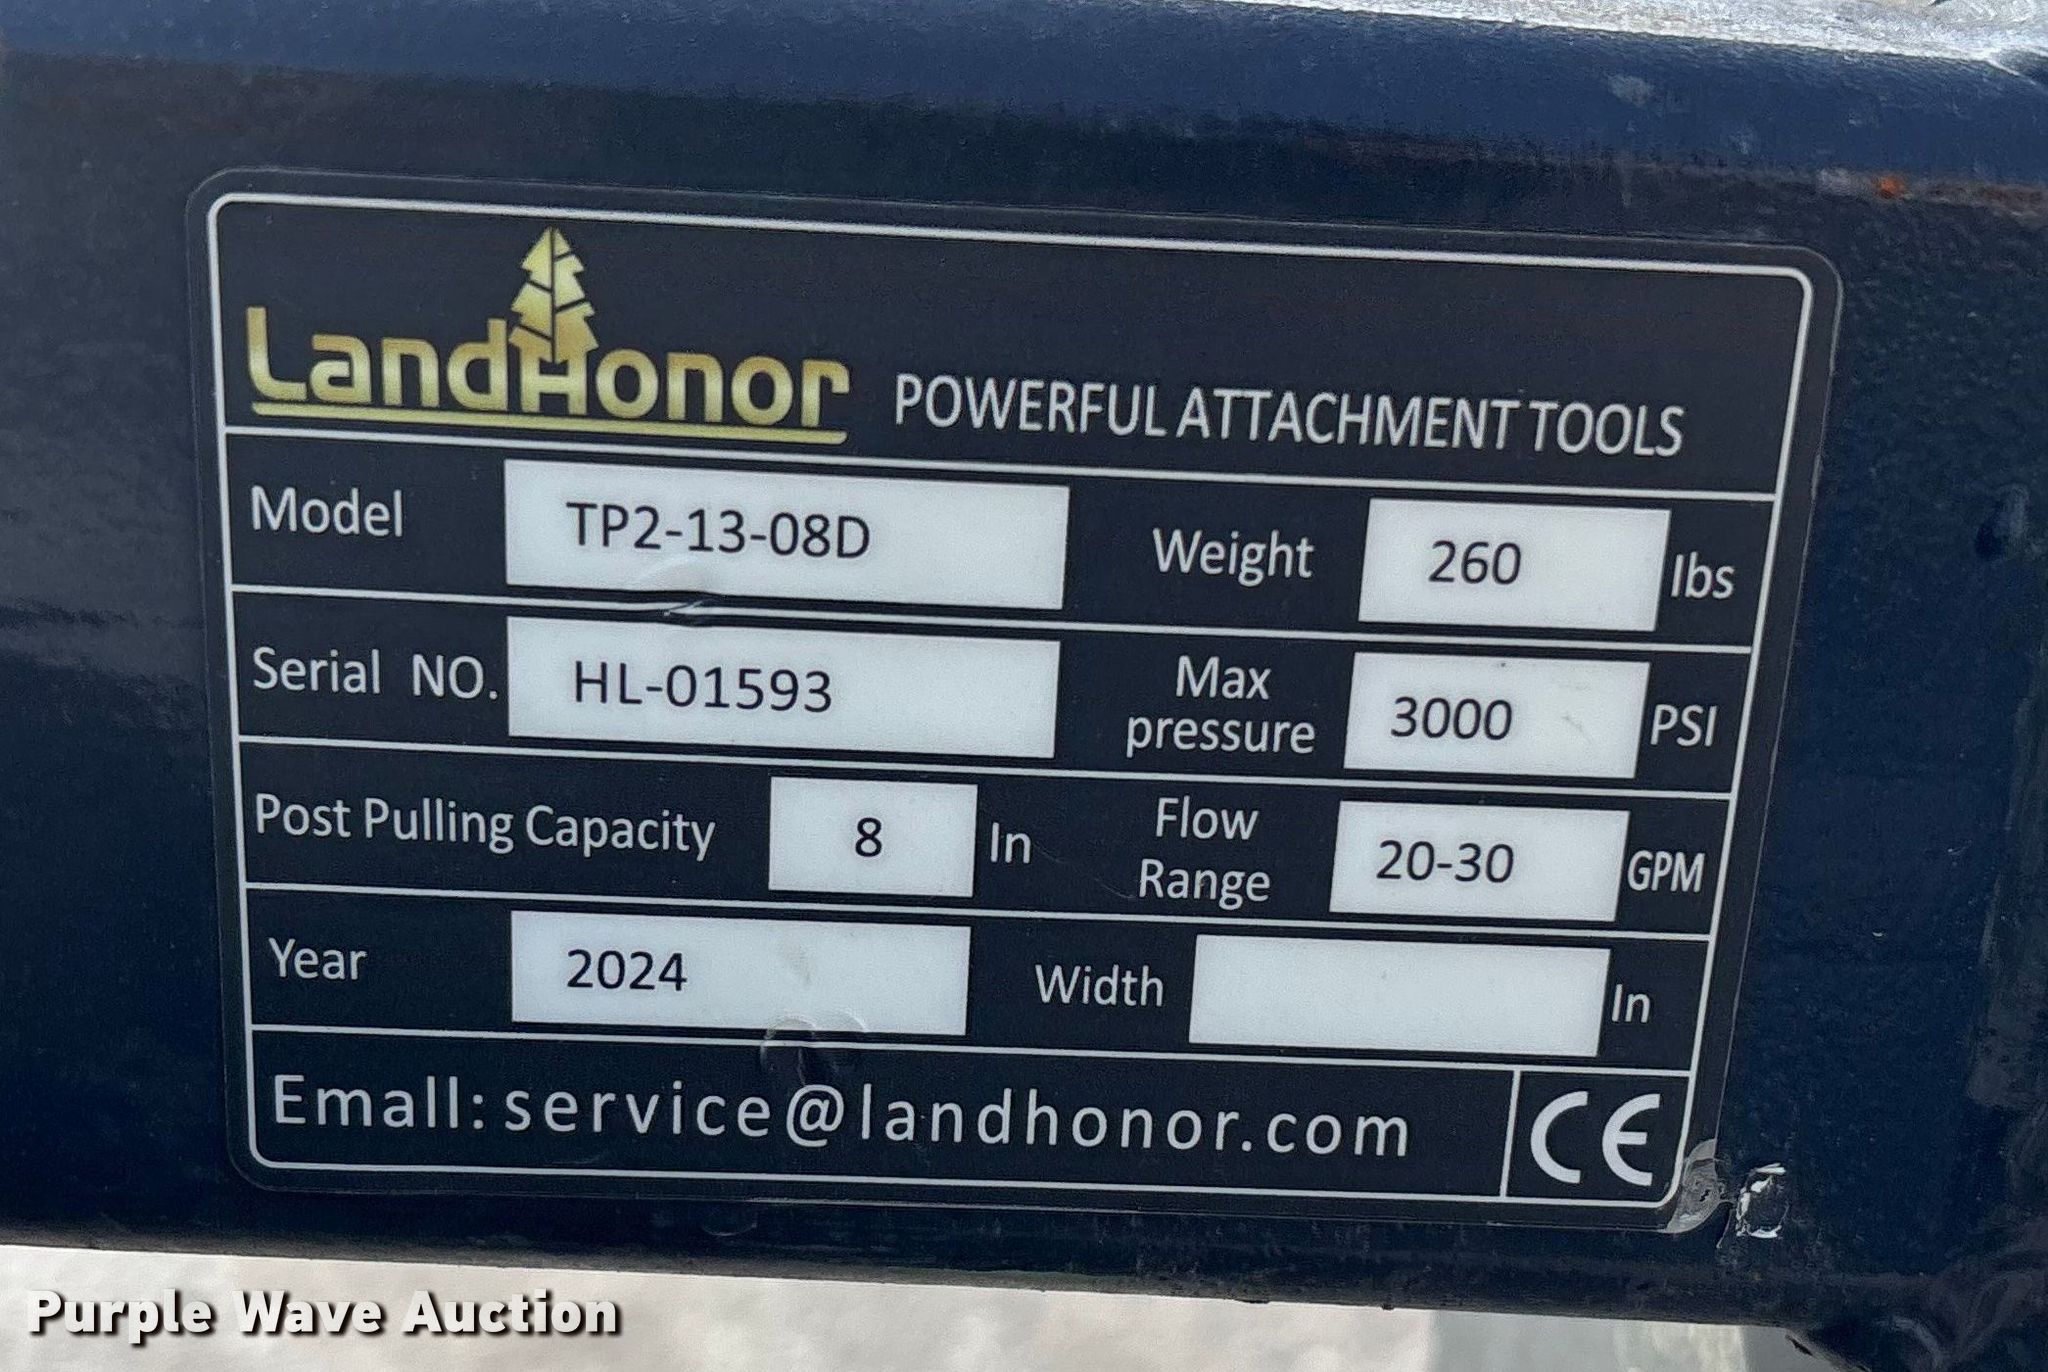 LandHonor POWERFUL ATTACHMENT TOOLS
Model TP2-13-08D Weight 260 lbs
Serial NO. HL-01593 Max pressure 3000 PSI
Post Pulling Capacity 8 In Flow Range 20-30 GPM
Year 2024 Width In
Emall: service@landhonor.com CE
Purple Wave Auction